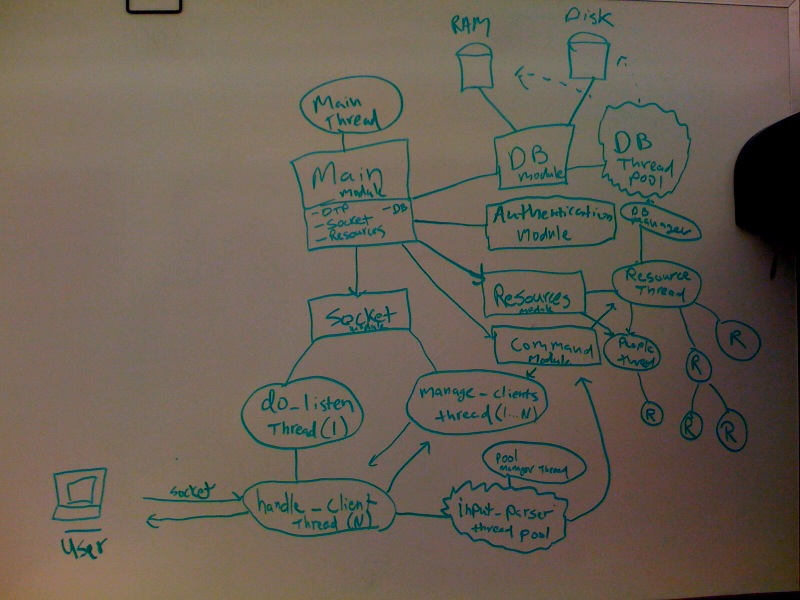 RAM
Disk
Main
Thread
DB
module
DB
Thread
pool
Main
module
- OTP - DB
- Socket
- Resources
Authentication
Module
DB
manager
Resources
module
Resource
Thread
Socket
module
Command
Module
People
thread
R
R
R
R
R
do_listen
Thread (1)
manage_clients
thread (1...N)
pool
manager thread
socket
handle_client
Thread (N)
input_parser
thread pool
User